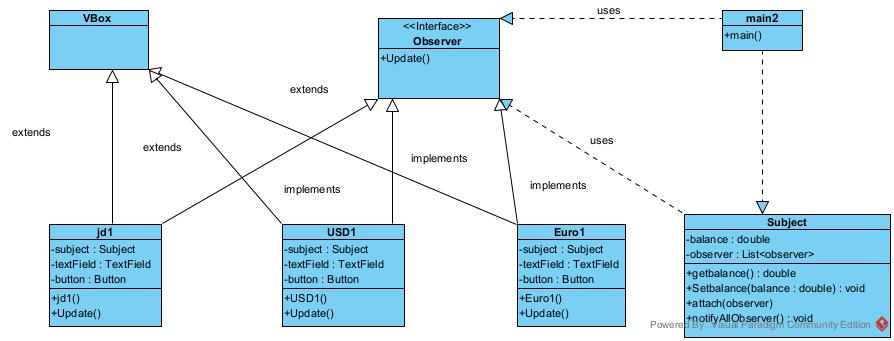 VBox
<<Interface>>
Observer
+Update()
uses
main2
+main()
extends
extends
extends
implements
implements
implements
uses
jd1
-subject : Subject
-textField : TextField
-button : Button
+jd1()
+Update()
USD1
-subject : Subject
-textField : TextField
-button : Button
+USD1()
+Update()
Euro1
-subject : Subject
-textField : TextField
-button : Button
+Euro1()
+Update()
Subject
-balance : double
-observer : List<observer>
+getbalance() : double
+Setbalance(balance : double) : void
+attach(observer)
+notifyAllObserver() : void
Powered By Visual Paradigm Community Edition